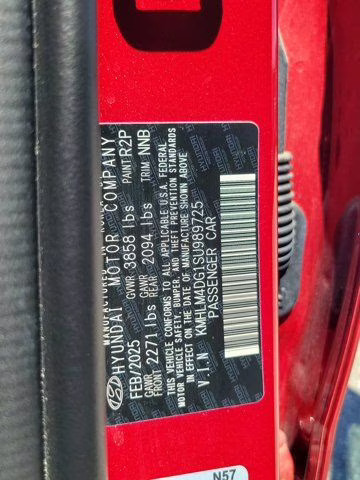 MANUFACTURED BY
HYUNDAI MOTOR COMPANY
FEB/2025 GVWR 3858 lbs PAINT R2P
GAWR FRONT 2271 lbs GAWR REAR 2094 lbs TRIM NNB
THIS VEHICLE CONFORMS TO ALL APPLICABLE U.S.A. FEDERAL
MOTOR VEHICLE SAFETY, BUMPER, AND THEFT PREVENTION STANDARDS
IN EFFECT ON THE DATE OF MANUFACTURE SHOWN ABOVE
V.I.N KMHLM4DG1SU989725
PASSENGER CAR
N57